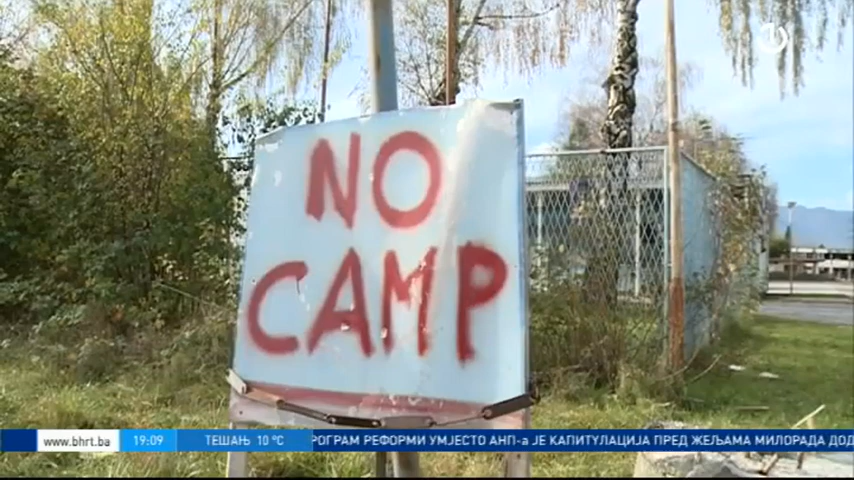 NO
CAMP
www.bhrt.ba 19:09 ТЕШАЊ 10 °C РОГРАМ РЕФОРМИ УМЈЕСТО АНП-а ЈЕ КАПИТУЛАЦИЈА ПРЕД ЖЕЉАМА МИЛОРАДА ДОД